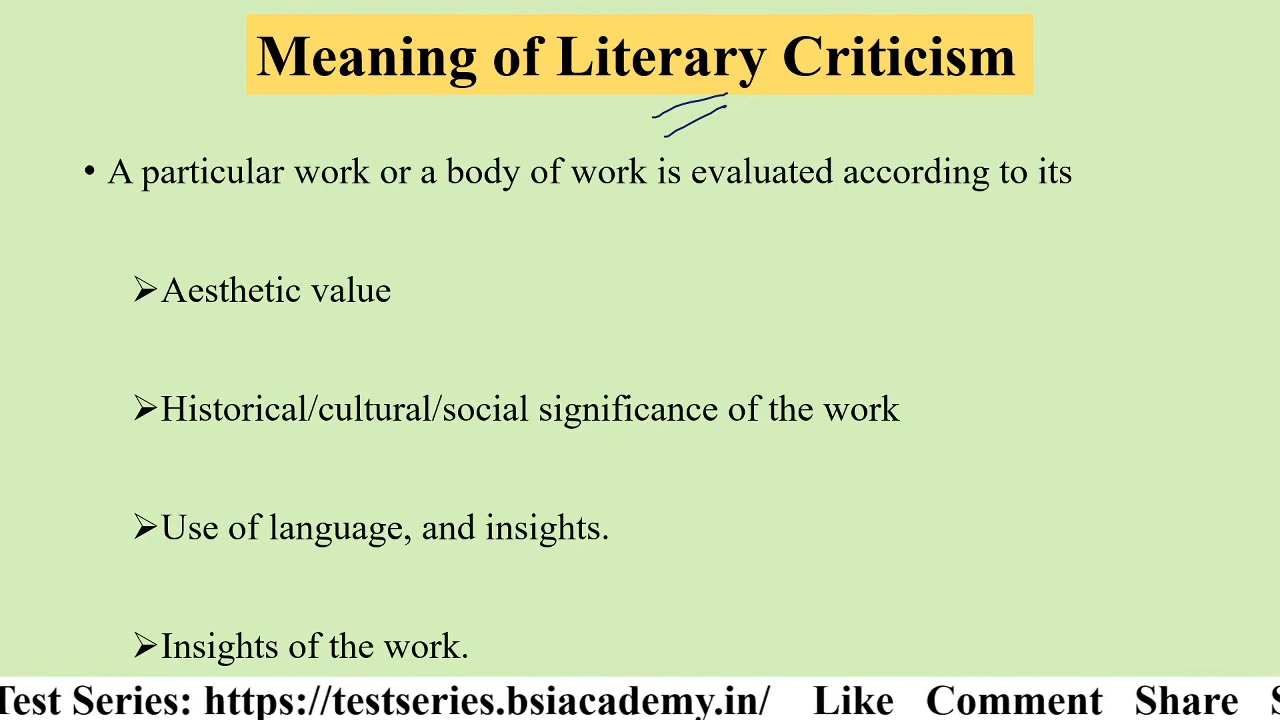 Meaning of Literary Criticism
• A particular work or a body of work is evaluated according to its
➢Aesthetic value
➢Historical/cultural/social significance of the work
➢Use of language, and insights.
➢Insights of the work.
Test Series: https://testseries.bsiacademy.in/ Like Comment Share